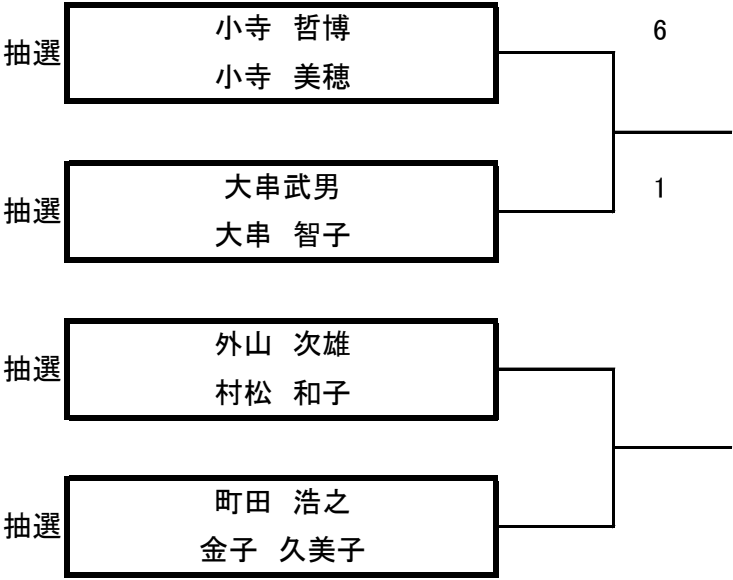 小寺　哲博
6
抽選
小寺　美穂
大串武男
1
抽選
大串　智子
外山　次雄
抽選
村松　和子
町田　浩之
抽選
金子　久美子